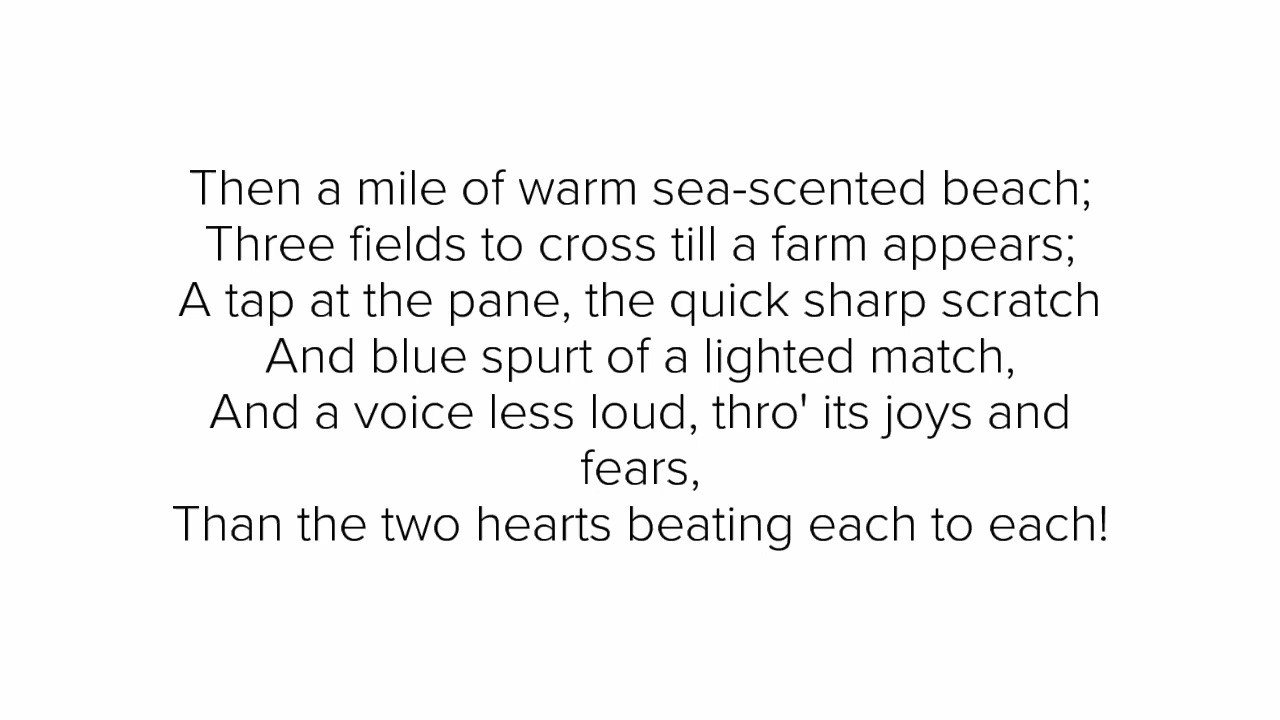 Then a mile of warm sea-scented beach;
Three fields to cross till a farm appears;
A tap at the pane, the quick sharp scratch
And blue spurt of a lighted match,
And a voice less loud, thro' its joys and
fears,
Than the two hearts beating each to each!